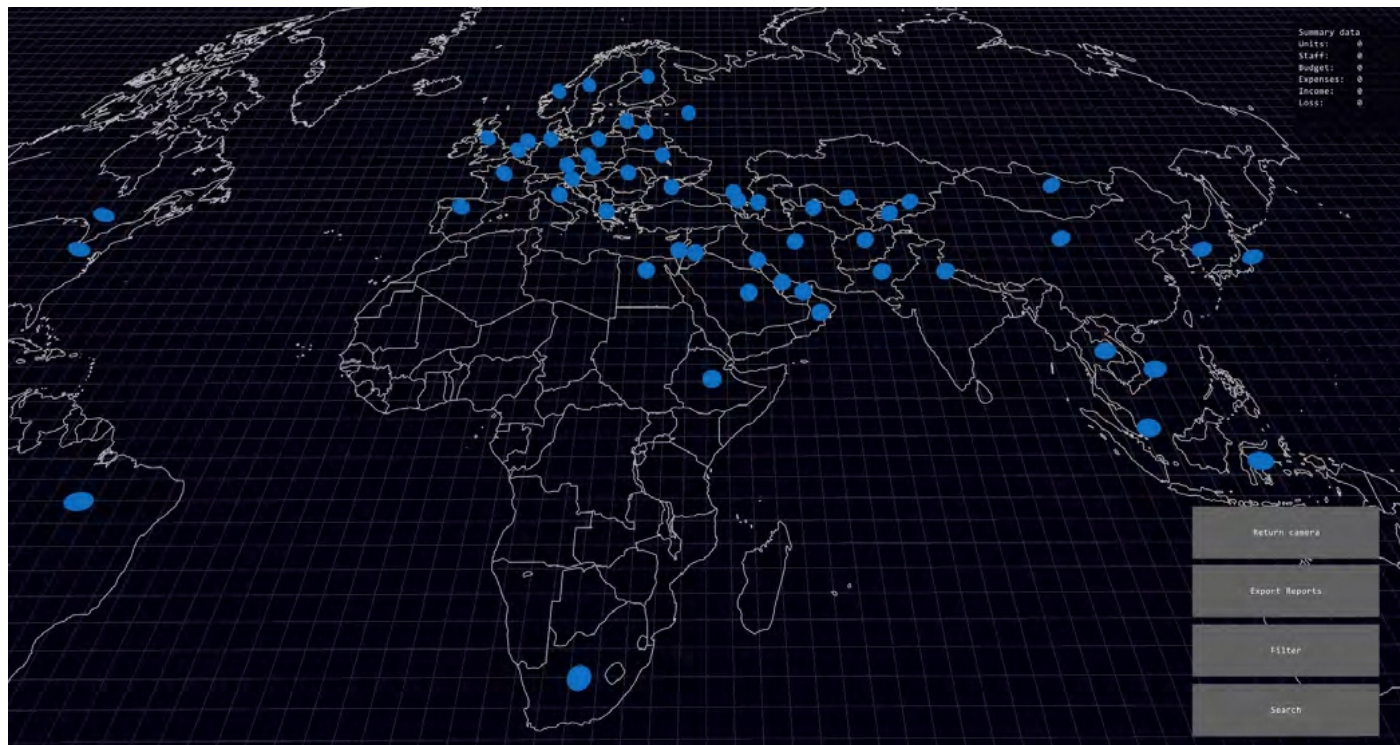 Summary data
Units: 0
Staff: 0
Budget: 0
Expenses: 0
Income: 0
Loss: 0
Return camera
Export Reports
Filter
Search